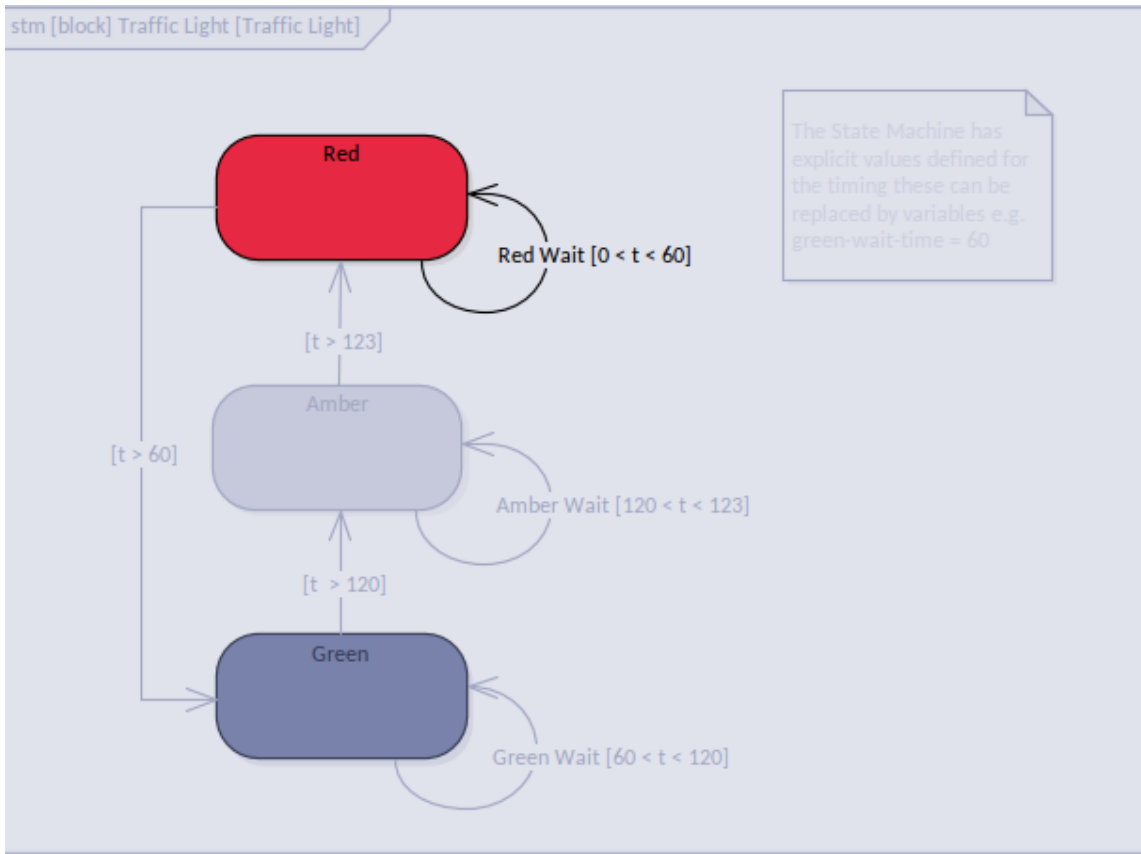 stm [block] Traffic Light [Traffic Light]
The State Machine has
explicit values defined for
the timing these can be
replaced by variables e.g.
green-wait-time = 60
Red
Red Wait [0 < t < 60]
[t > 123]
Amber
[t > 60]
Amber Wait [120 < t < 123]
[t  > 120]
Green
Green Wait [60 < t < 120]